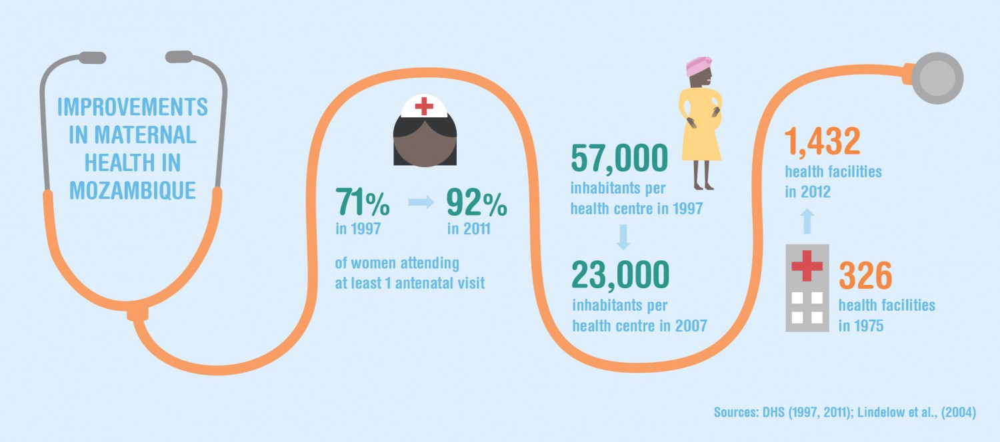 IMPROVEMENTS
IN MATERNAL
HEALTH IN
MOZAMBIQUE
71% 92%
in 1997 in 2011
of women attending
at least 1 antenatal visit
57,000
inhabitants per
health centre in 1997
23,000
inhabitants per
health centre in 2007
1,432
health facilities
in 2012
326
health facilities
in 1975
Sources: DHS (1997, 2011); Lindelow et al., (2004)